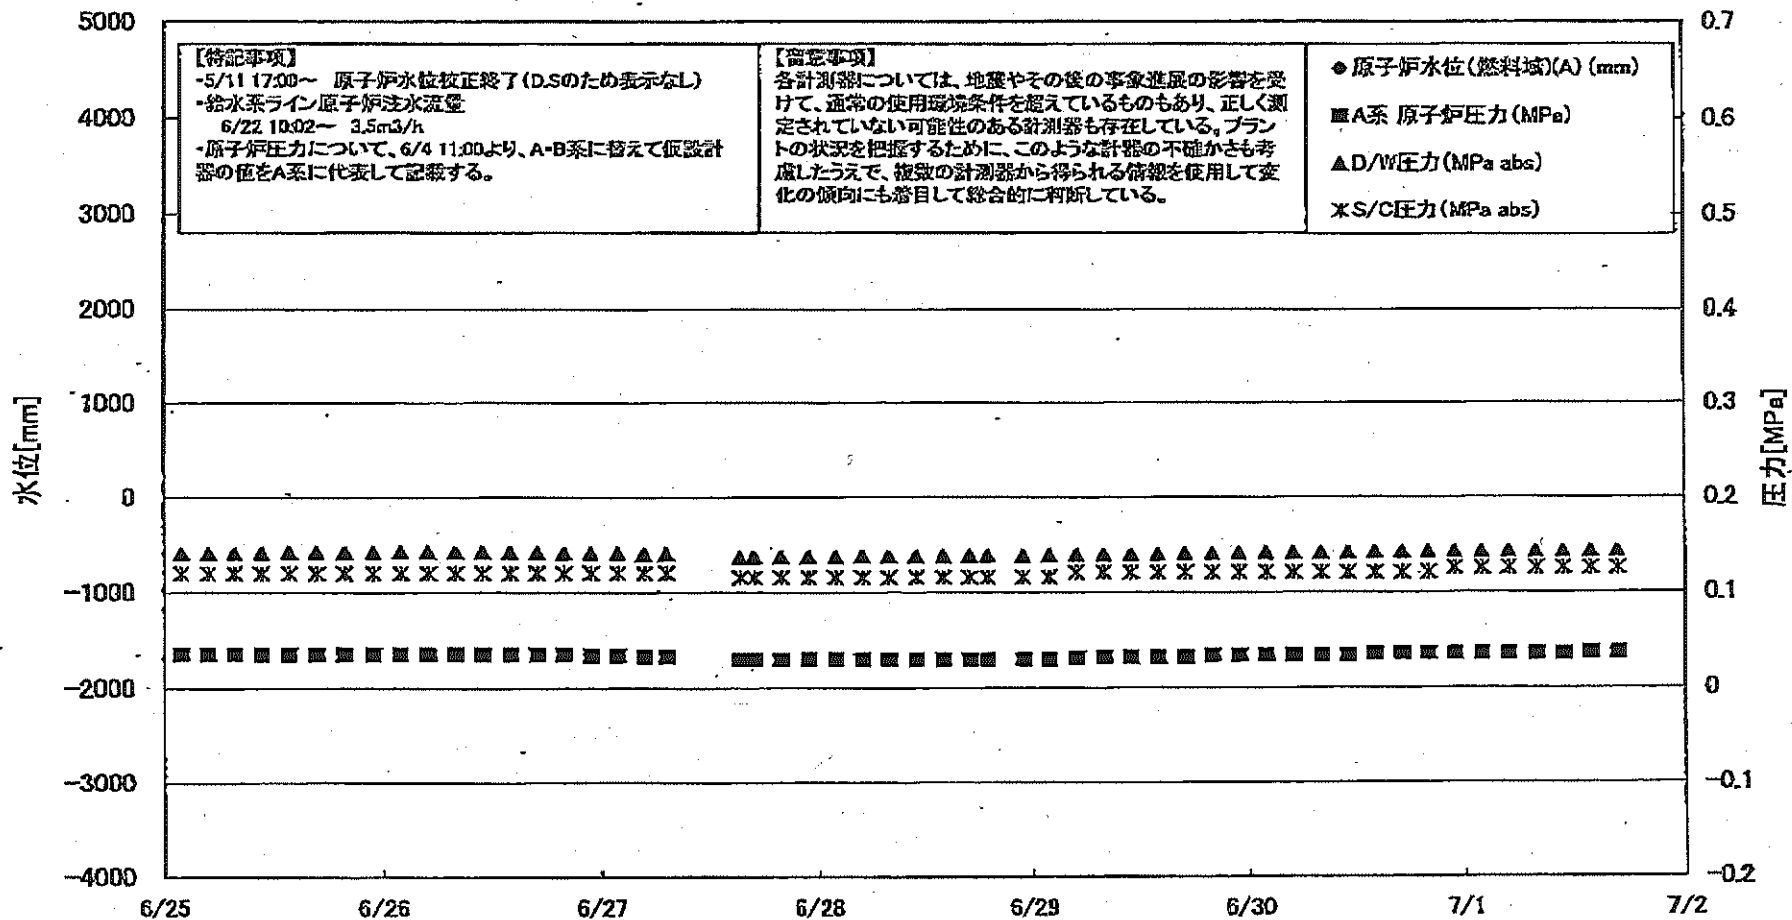 5000
4000
3000
2000
1000
0
-1000
-2000
-3000
-4000
水位[mm]
【特記事項】
-5/11 17:00~ 原子炉水位校正終了(D.Sのため表示なし)
・給水系ライン原子炉注水流量
6/22 10:02~ 3.5m3/h
・原子炉圧力について、6/4 11:00より、A・B系に替えて仮設計
器の値をA系に代表して記載する。
【留意事項】
各計測器については、地震やその後の事象進展の影響を受
けて、通常の使用環境条件を超えているものもあり、正しく測
定されていない可能性のある計測器も存在している。プラン
トの状況を把握するために、このような計器の不確かさも考
慮したうえで、複数の計測器から得られる情報を使用して変
化の傾向にも着目して総合的に判断している。
●原子炉水位(燃料域)(A) (mm)
■A系 原子炉圧力(MPa)
▲D/W圧力(MPa abs)
S/C圧力(MPa abs)
0.7
0.6
0.5
0.4
0.3
0.2
0.1
0
-0.1
-0.2
圧力[MPa]
6/25 6/26 6/27 6/28 6/29 6/30 7/1 7/2